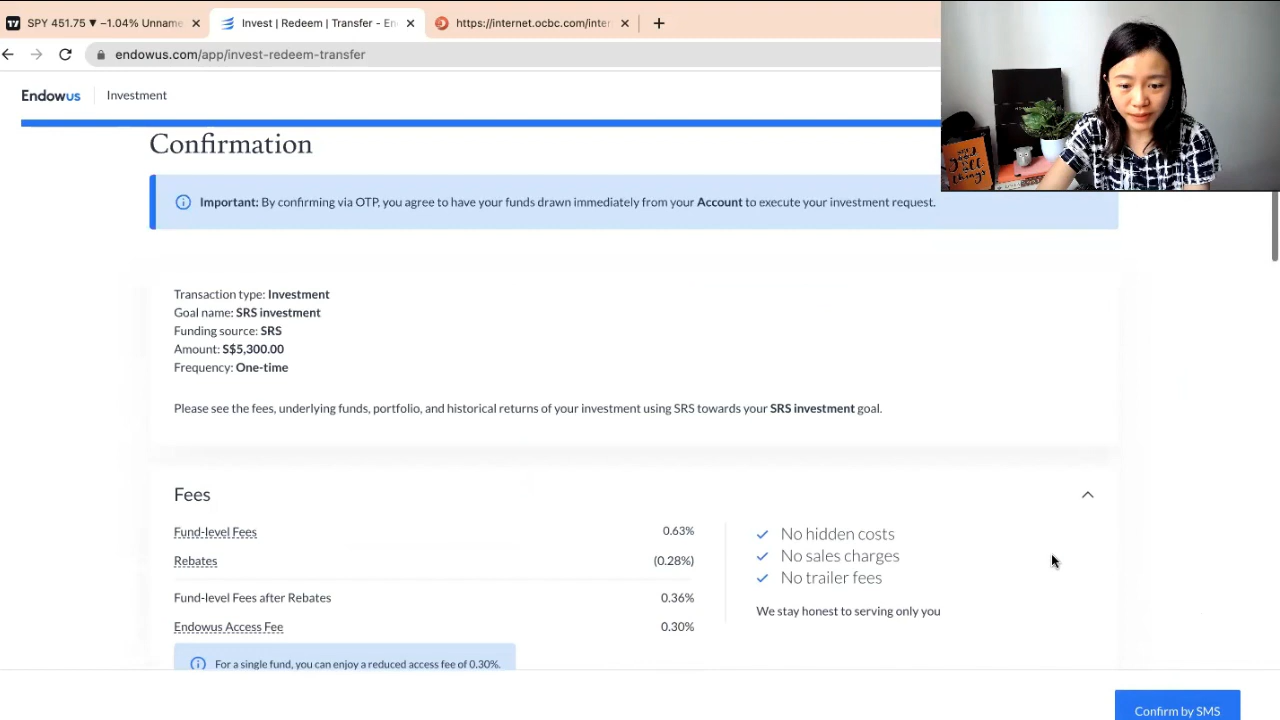 SPY 451.75 ▼ −1.04% Unname
Invest | Redeem | Transfer - En
https://internet.ocbc.com/inter
endowus.com/app/invest-redeem-transfer
Endowus
Investment
Confirmation
Important: By confirming via OTP, you agree to have your funds drawn immediately from your Account to execute your investment request.
Transaction type: Investment
Goal name: SRS investment
Funding source: SRS
Amount: S$5,300.00
Frequency: One-time
Please see the fees, underlying funds, portfolio, and historical returns of your investment using SRS towards your SRS investment goal.
Fees
Fund-level Fees 0.63%
Rebates (0.28%)
Fund-level Fees after Rebates 0.36%
Endowus Access Fee 0.30%
For a single fund, you can enjoy a reduced access fee of 0.30%.
No hidden costs
No sales charges
No trailer fees
We stay honest to serving only you
Confirm by SMS